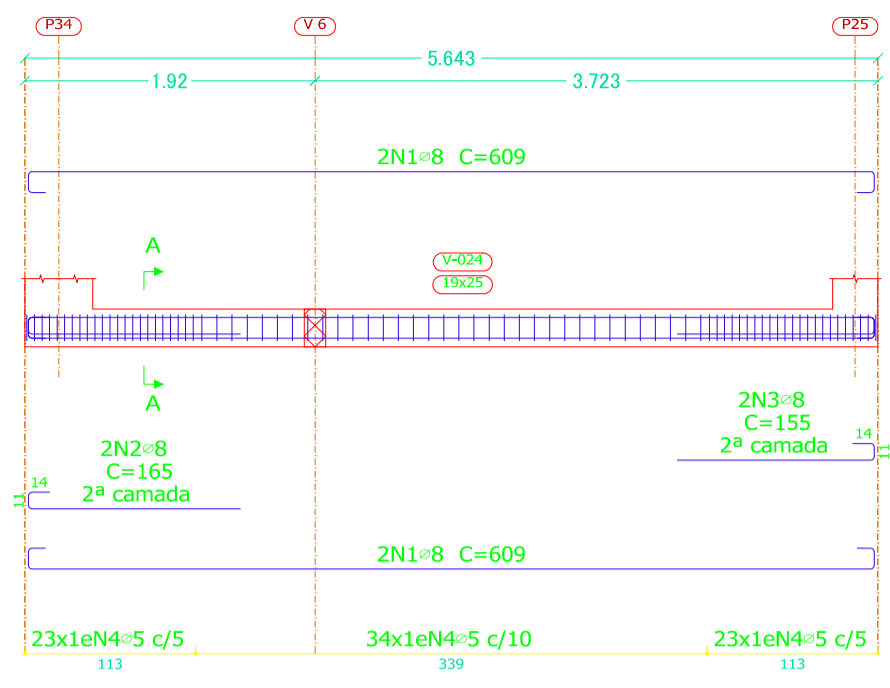 P34
V 6
P25
5.643
1.92
3.723
2N1⌀8 C=609
A
V-024
19x25
A
2N3⌀8
C=155
2ª camada
14
11
2N2⌀8
C=165
2ª camada
14
11
2N1⌀8 C=609
23x1eN4⌀5 c/5
34x1eN4⌀5 c/10
23x1eN4⌀5 c/5
113
339
113